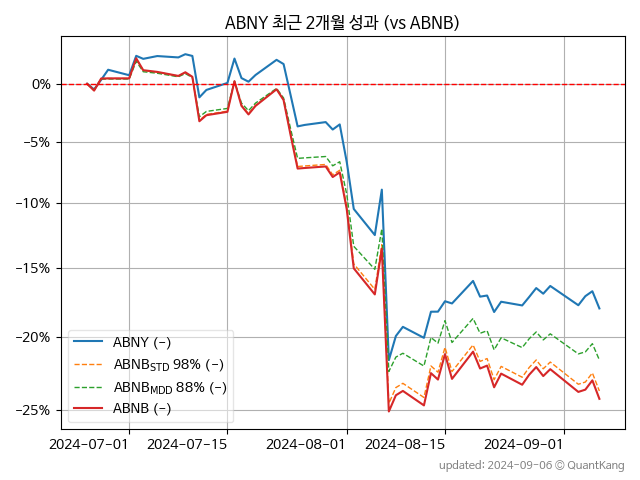 ABNY 최근 2개월 성과 (vs ABNB)
0%
−5%
−10%
−15%
−20%
−25%
ABNY (−)
ABNB_STD 98% (−)
ABNB_MDD 88% (−)
ABNB (−)
2024-07-01 2024-07-15 2024-08-01 2024-08-15 2024-09-01
updated: 2024-09-06 © QuantKang